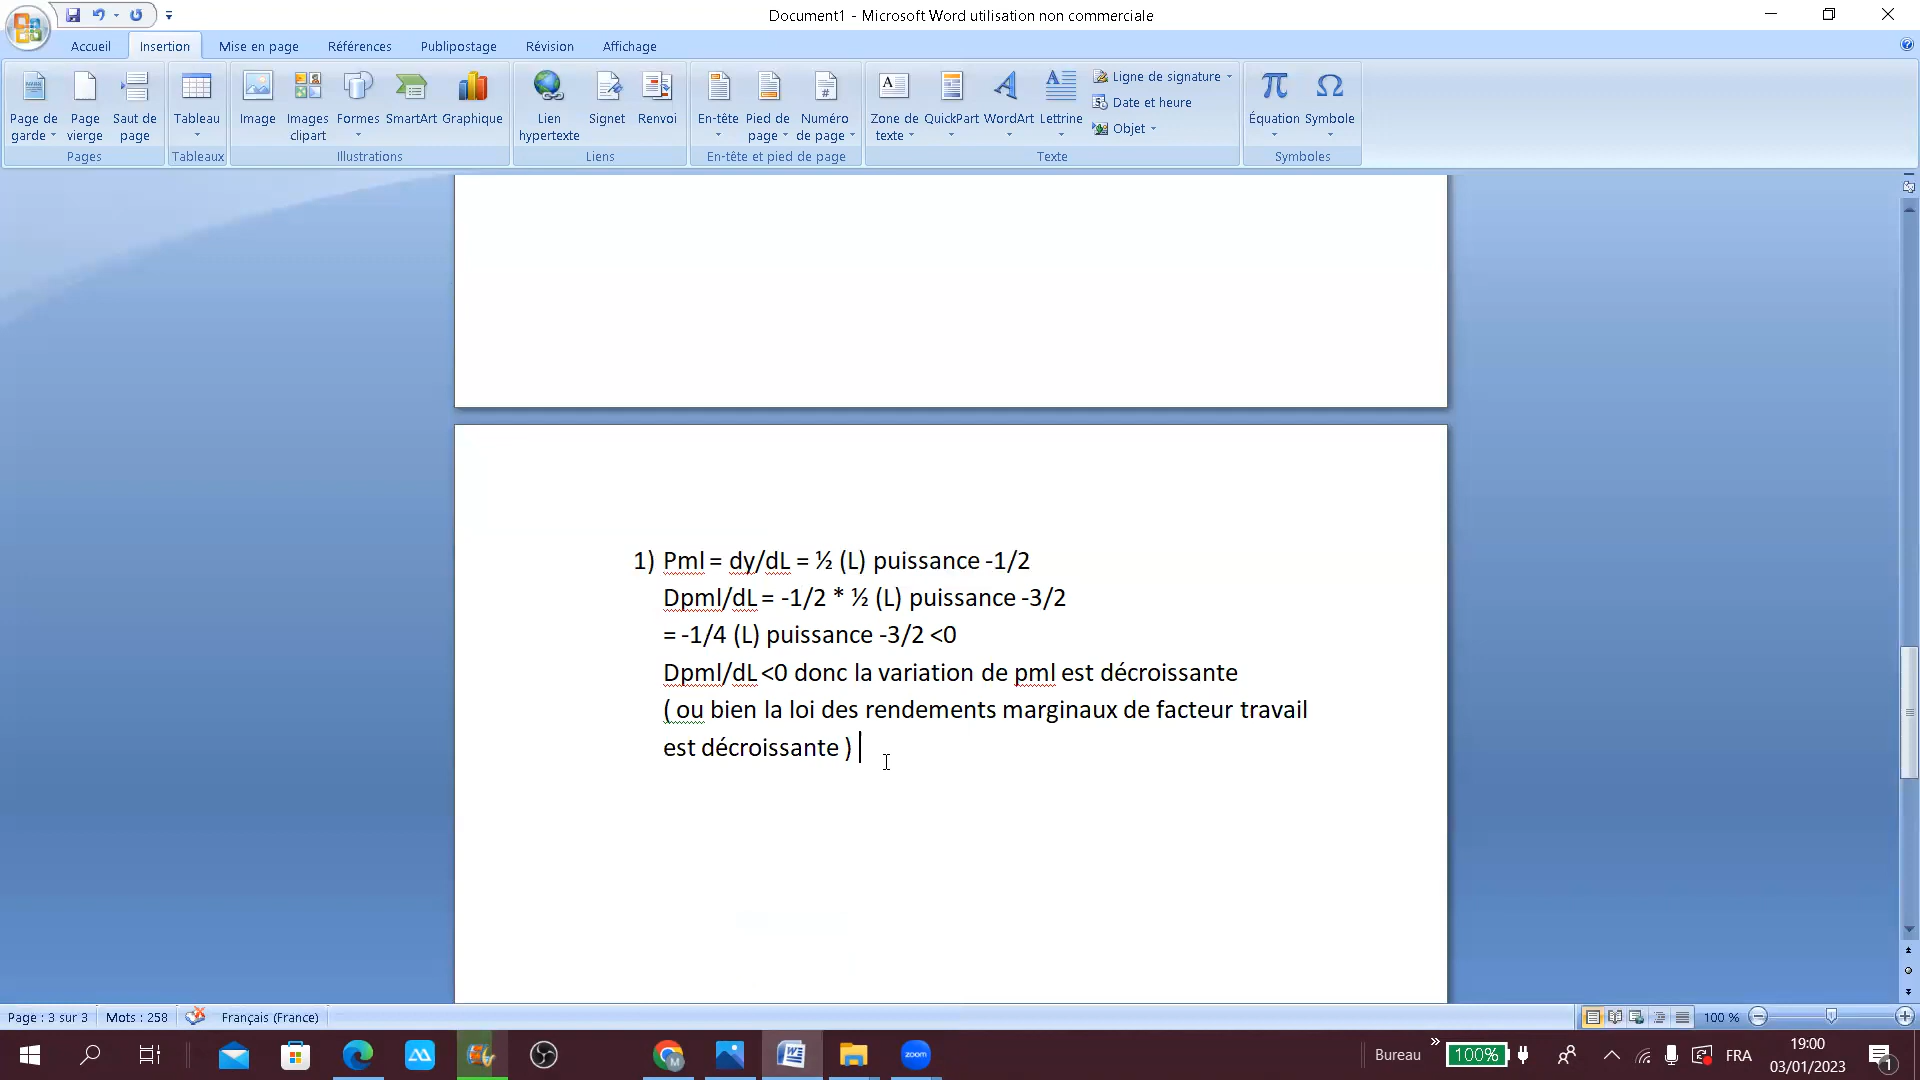 Document1 - Microsoft Word utilisation non commerciale
Accueil Insertion Mise en page Références Publipostage Révision Affichage
Page de garde Page vierge Saut de page Tableau Image Images clipart Formes SmartArt Graphique Lien hypertexte Signet Renvoi En-tête Pied de page Numéro de page Zone de texte QuickPart WordArt Lettrine Ligne de signature
Date et heure
Objet
Équation Symbole
Pages Tableaux Illustrations Liens En-tête et pied de page Texte Symboles
1) Pml = dy/dL = ½ (L) puissance -1/2
Dpml/dL = -1/2 * ½ (L) puissance -3/2
= -1/4 (L) puissance -3/2 <0
Dpml/dL <0 donc la variation de pml est décroissante
( ou bien la loi des rendements marginaux de facteur travail
est décroissante )
Page : 3 sur 3 Mots : 258 Français (France) 100 %
zoom Bureau » 100% FRA 19:00
03/01/2023 1